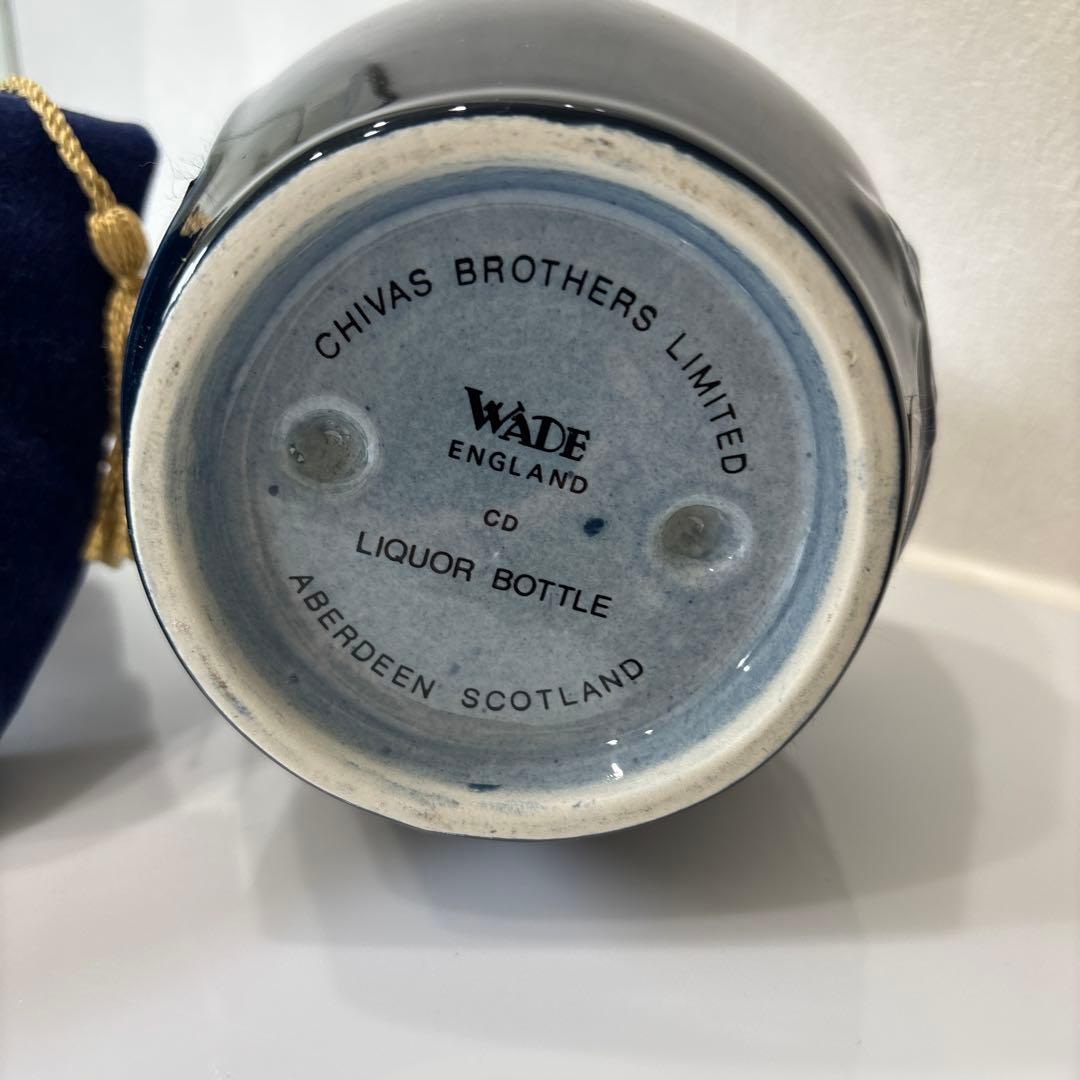 CHIVAS BROTHERS LIMITED
WADE
ENGLAND
CD
LIQUOR BOTTLE
ABERDEEN SCOTLAND